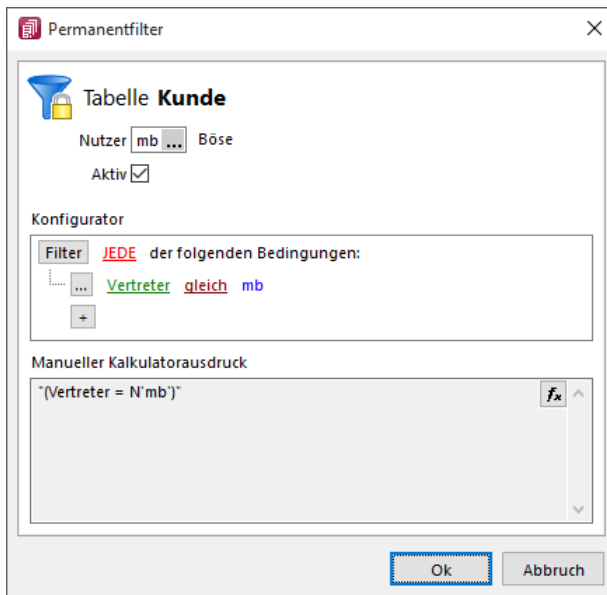 Permanentfilter
Tabelle Kunde
Nutzer mb ... Böse
Aktiv
Konfigurator
Filter JEDE der folgenden Bedingungen:
... Vertreter gleich mb
+
Manueller Kalkulatorausdruck
"(Vertreter = N'mb')"
fx
Ok Abbruch